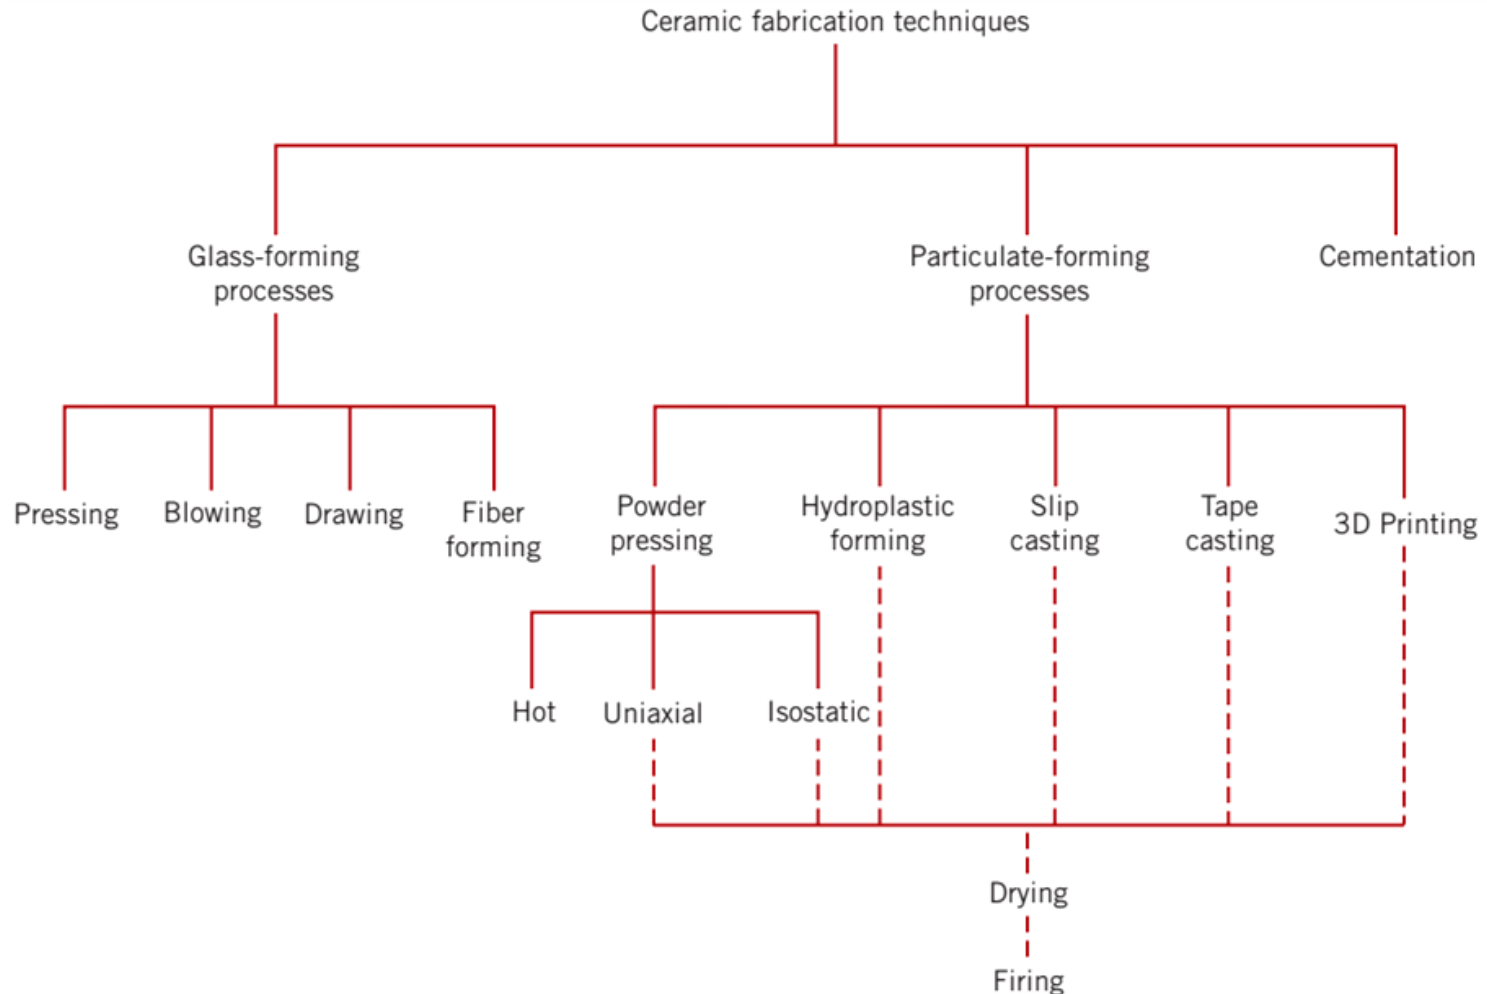 Ceramic fabrication techniques
Glass-forming
processes
Particulate-forming
processes
Cementation
Pressing
Blowing
Drawing
Fiber
forming
Powder
pressing
Hydroplastic
forming
Slip
casting
Tape
casting
3D Printing
Hot
Uniaxial
Isostatic
Drying
Firing